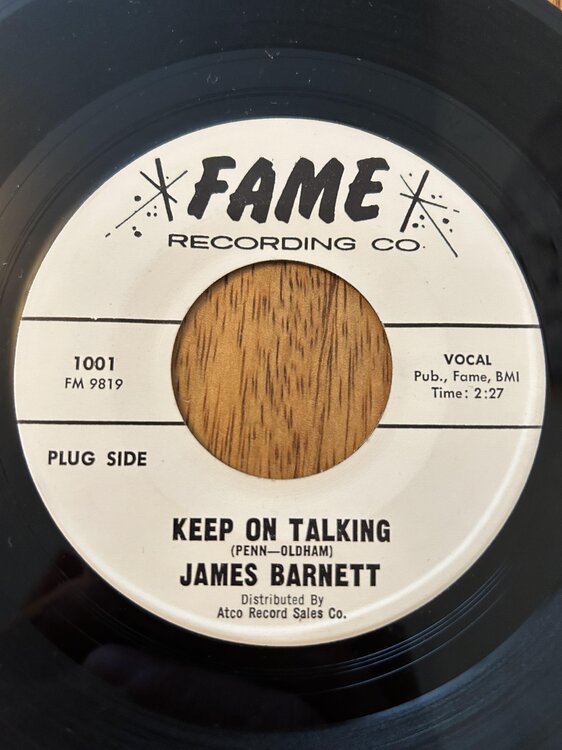 FAME
RECORDING CO.
1001
FM 9819
VOCAL
Pub., Fame, BMI
Time: 2:27
PLUG SIDE
KEEP ON TALKING
(PENN—OLDHAM)
JAMES BARNETT
Distributed By
Atco Record Sales Co.